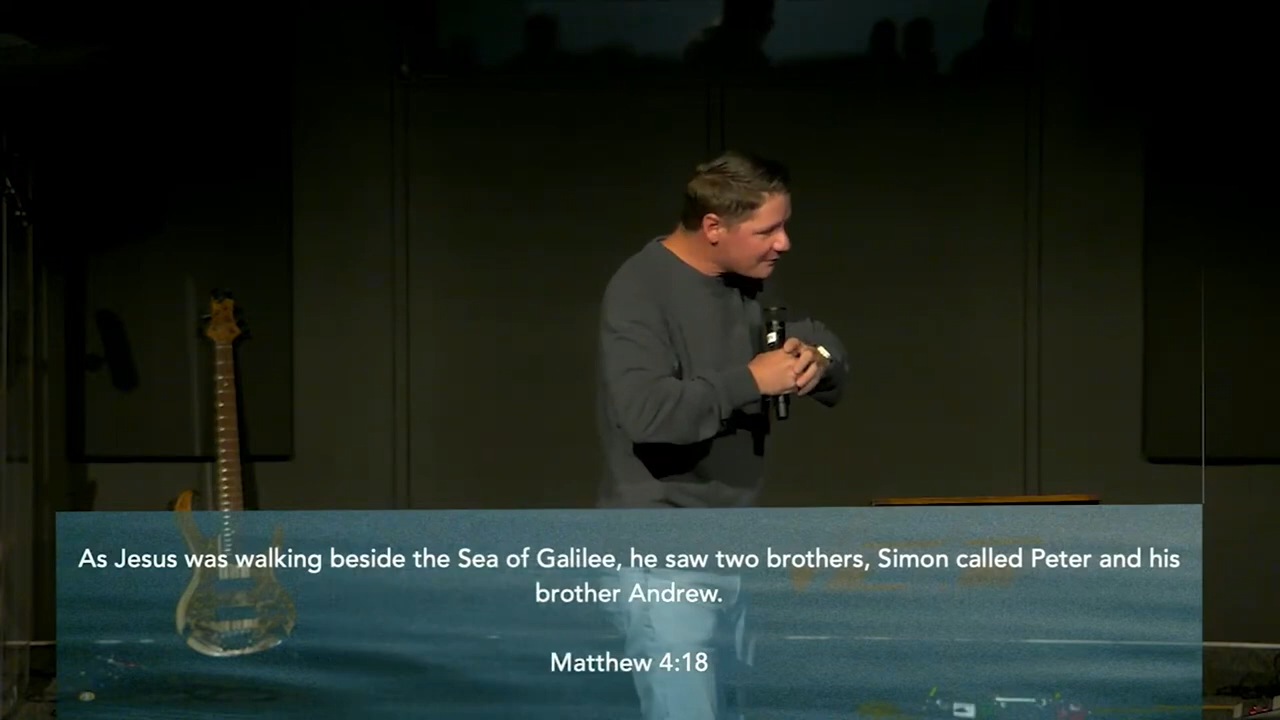 As Jesus was walking beside the Sea of Galilee, he saw two brothers, Simon called Peter and his
brother Andrew.
Matthew 4:18